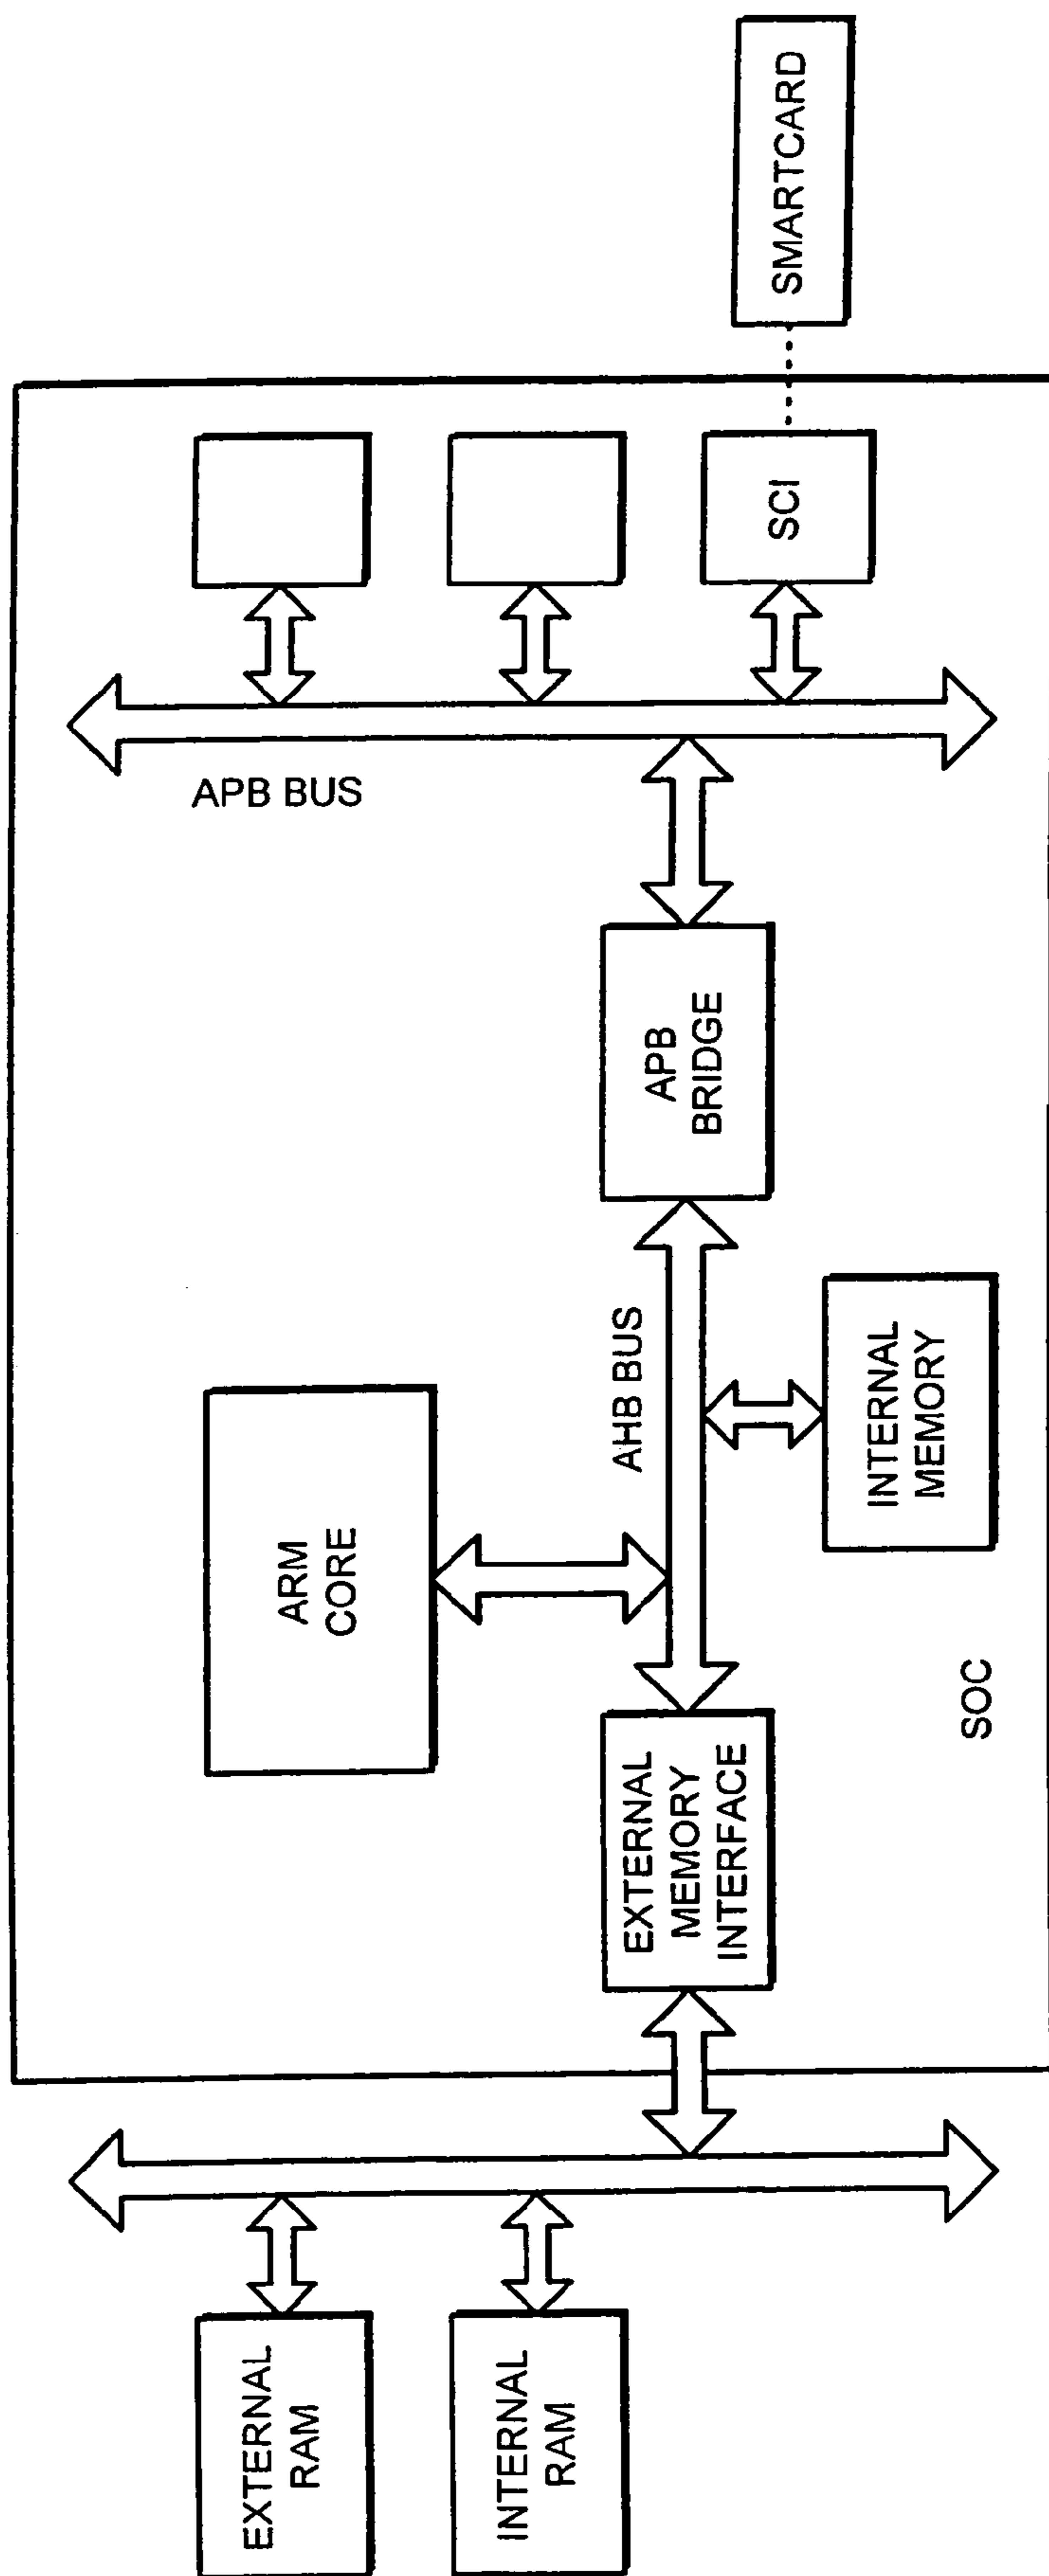 EXTERNAL
RAM
INTERNAL
RAM
EXTERNAL
MEMORY
INTERFACE
ARM
CORE
AHB BUS
INTERNAL
MEMORY
SOC
APB
BRIDGE
APB BUS
SCI
SMARTCARD